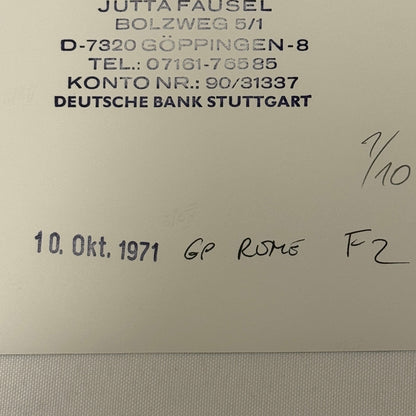 JUTTA FAUSEL
BOLZWEG 5/1
D-7320 GÖPPINGEN-8
TEL.: 07161-76585
KONTO NR.: 90/31337
DEUTSCHE BANK STUTTGART
1/10
10. Okt. 1971 GP ROME F2